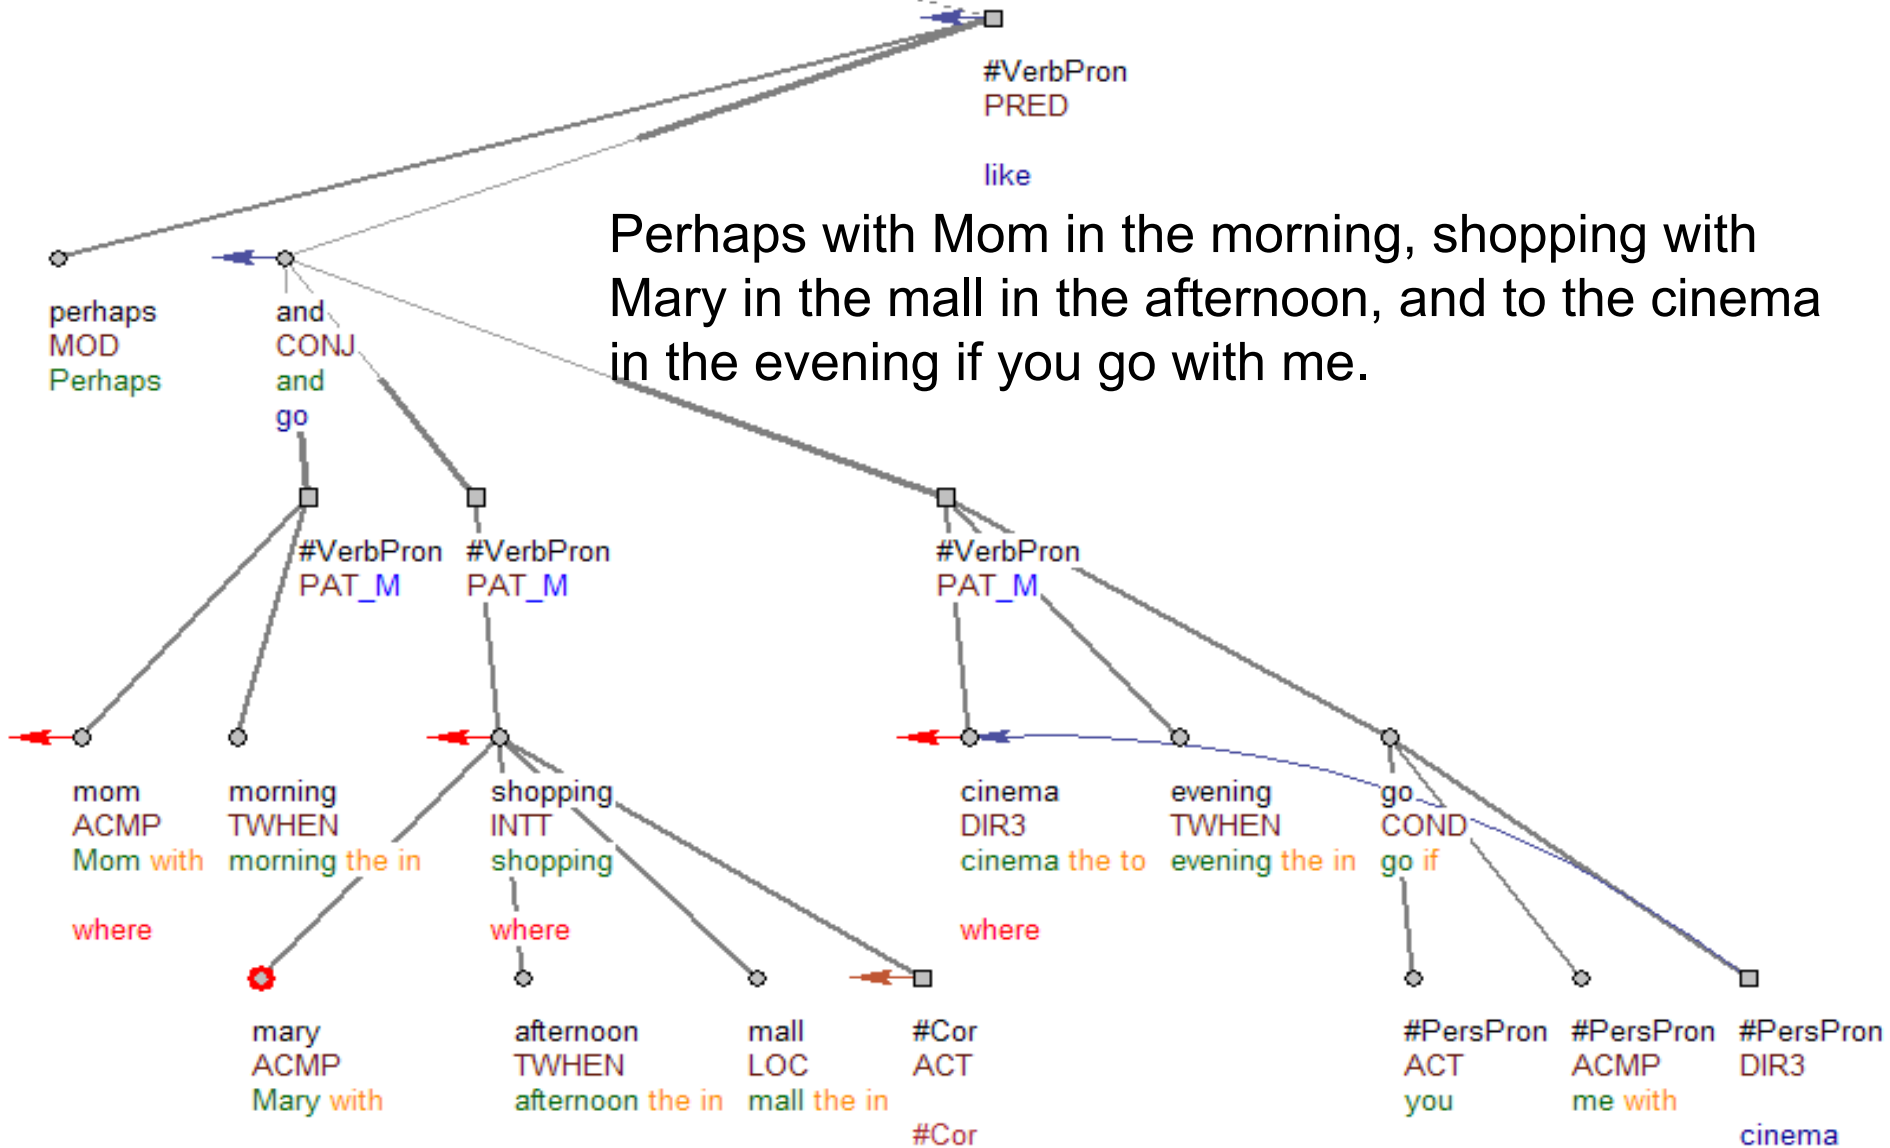 #VerbPron
PRED
like
Perhaps with Mom in the morning, shopping with
Mary in the mall in the afternoon, and to the cinema
in the evening if you go with me.
perhaps
MOD
Perhaps
and
CONJ
and
go
#VerbPron
PAT_M
#VerbPron
PAT_M
#VerbPron
PAT_M
mom
ACMP
Mom with
where
morning
TWHEN
morning the in
shopping
INTT
shopping
where
cinema
DIR3
cinema the to
where
evening
TWHEN
evening the in
go
COND
go if
mary
ACMP
Mary with
afternoon
TWHEN
afternoon the in
mall
LOC
mall the in
#Cor
ACT
#Cor
#PersPron
ACT
you
#PersPron
ACMP
me with
#PersPron
DIR3
cinema